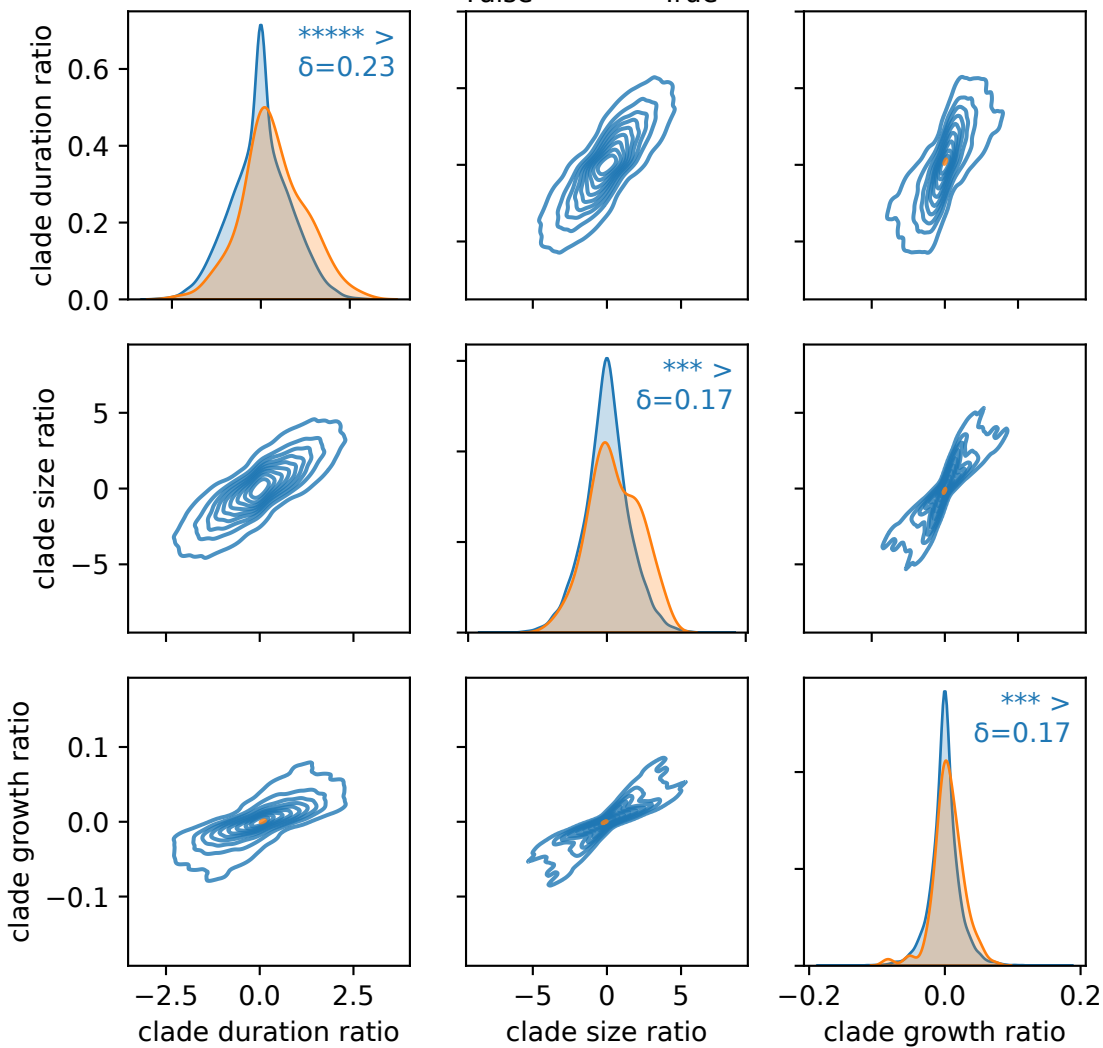 clade duration ratio
0.6
0.4
0.2
0.0
***** >
δ=0.23
clade size ratio
5
0
−5
*** >
δ=0.17
clade growth ratio
0.1
0.0
−0.1
*** >
δ=0.17
−2.5 0.0 2.5
−5 0 5
−0.2 0.0 0.2
clade duration ratio
clade size ratio
clade growth ratio